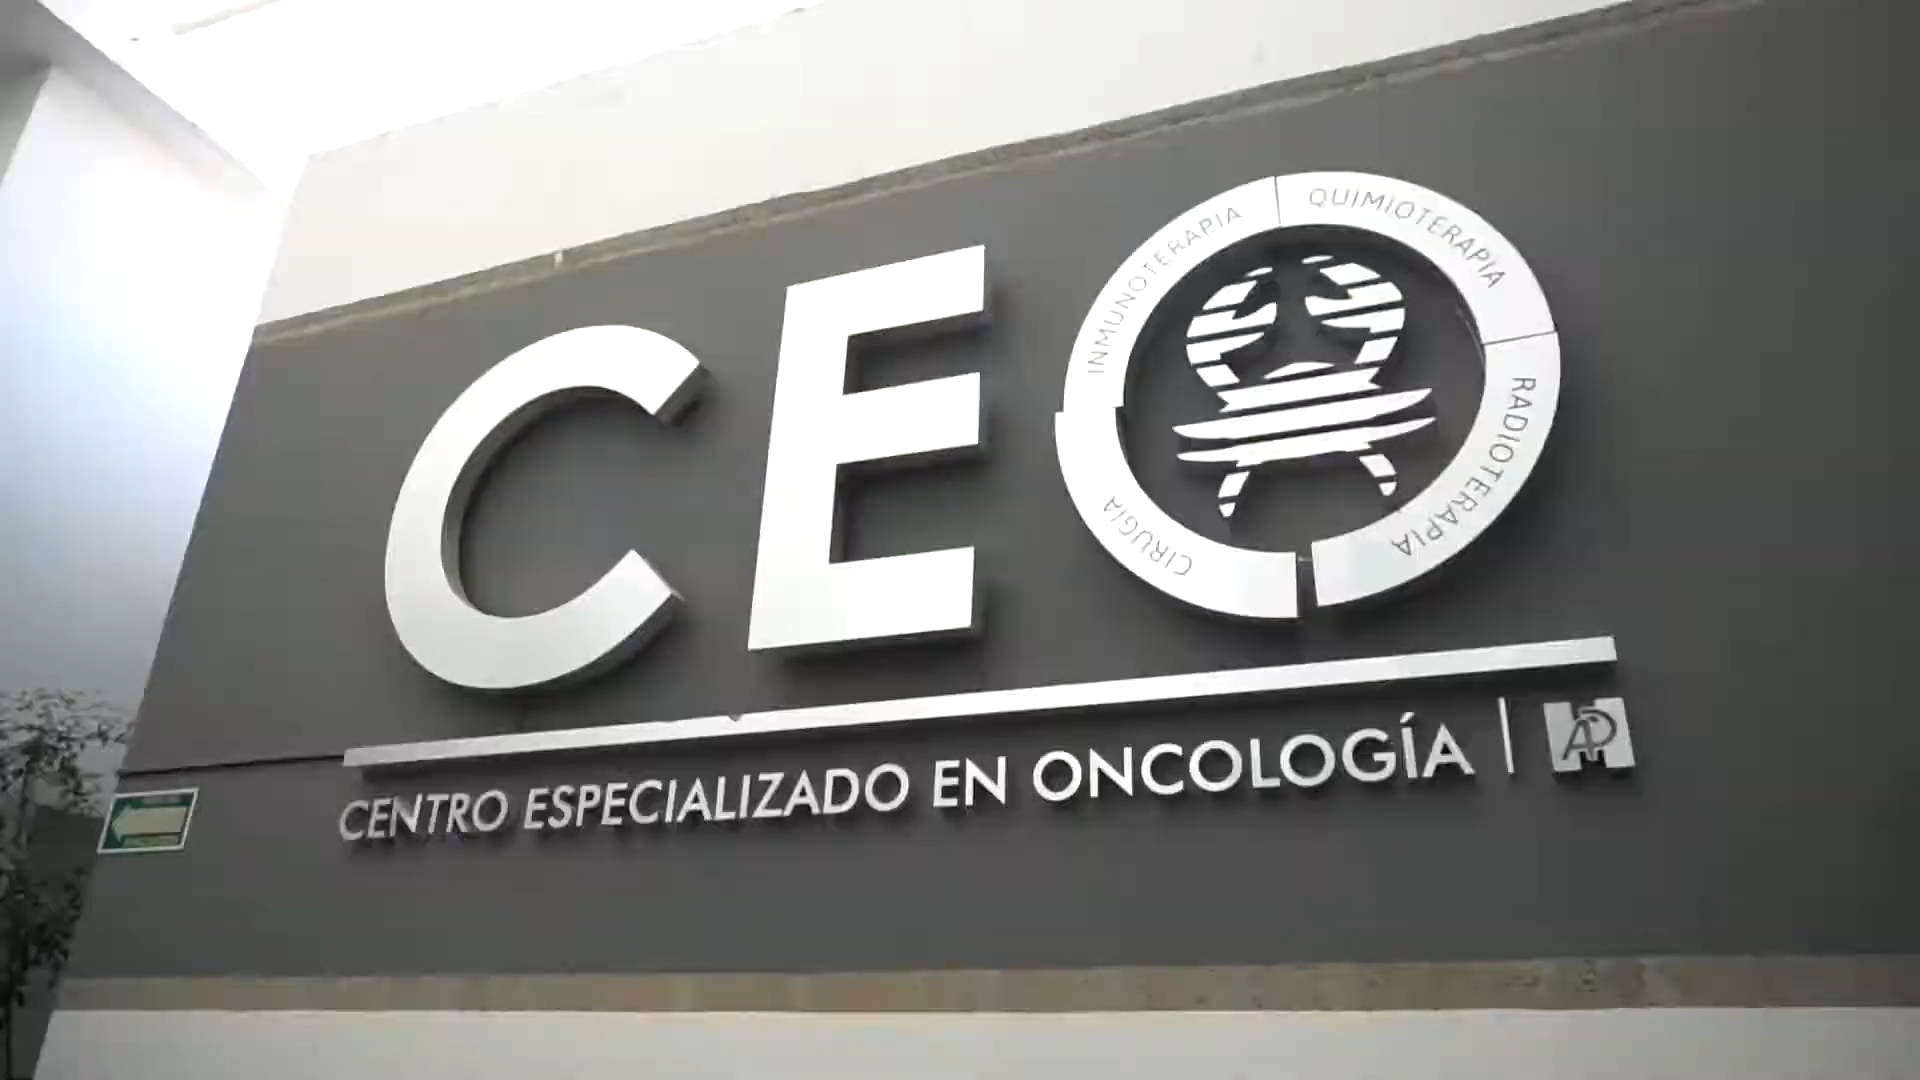 CEO
INMUNOTERAPIA
QUIMIOTERAPIA
RADIOTERAPIA
CIRUGÍA
CENTRO ESPECIALIZADO EN ONCOLOGÍA